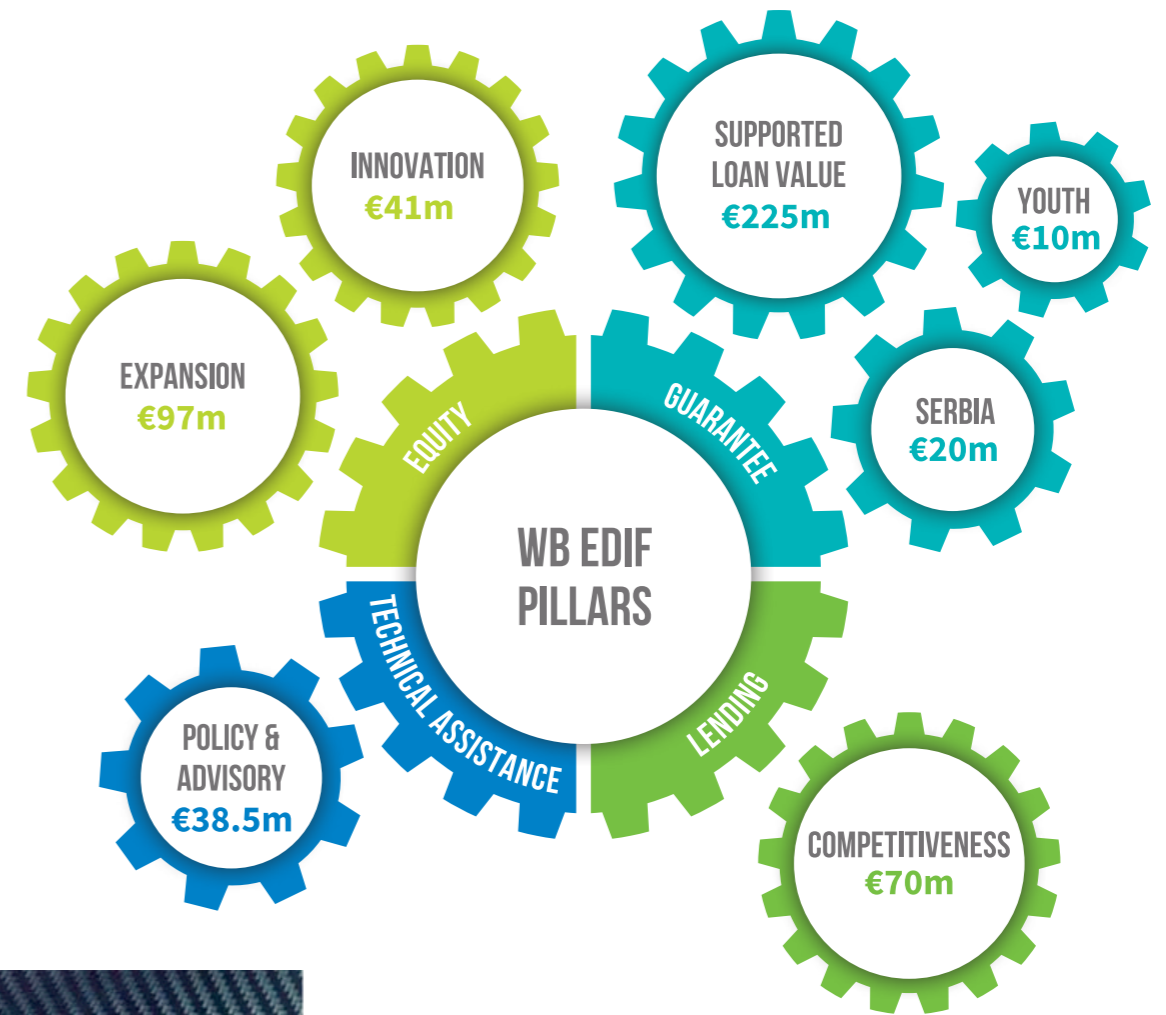 INNOVATION
€41m
SUPPORTED
LOAN VALUE
€225m
YOUTH
€10m
EXPANSION
€97m
EQUITY
GUARANTEE
SERBIA
€20m
WB EDIF
PILLARS
TECHNICAL ASSISTANCE
LENDING
POLICY &
ADVISORY
€38.5m
COMPETITIVENESS
€70m